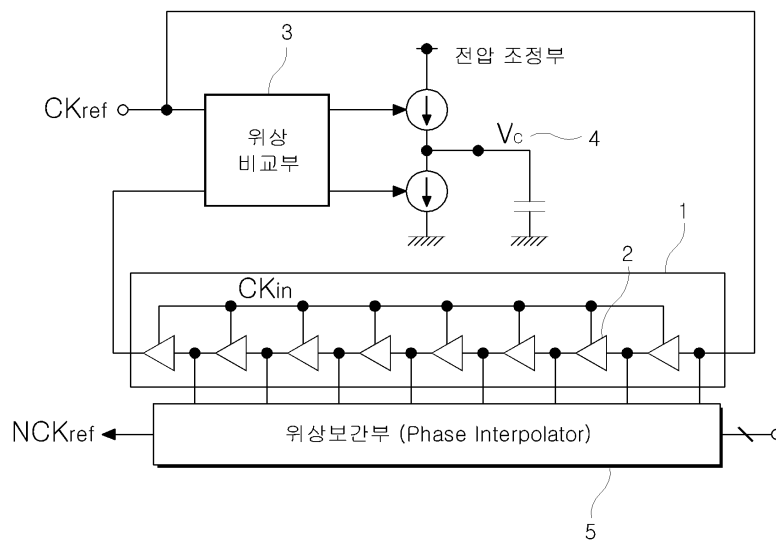 3
전압 조정부
CKref
위상
비교부
Vc
4
1
2
CKin
NCKref
위상보간부 (Phase Interpolator)
5